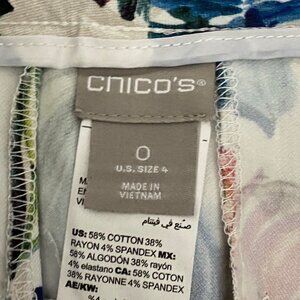 CHICO'S®
0
U.S. SIZE 4
MADE IN
VIETNAM
صنع في فيتنام
US: 58% COTTON 38%
RAYON 4% SPANDEX MX:
58% ALGODÓN 38% rayón
4% elastano CA: 58% COTON
38% RAYONNE 4% SPANDEX
AE/KW: